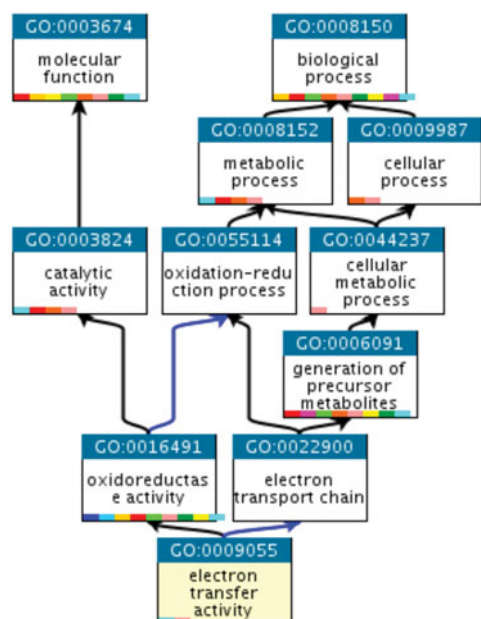 GO:0003674
molecular
function
GO:0008150
biological
process
GO:0008152
metabolic
process
GO:0009987
cellular
process
GO:0003824
catalytic
activity
GO:0055114
oxidation-redu
ction process
GO:0044237
cellular
metabolic
process
GO:0006091
generation of
precursor
metabolites
GO:0016491
oxidoreductas
e activity
GO:0022900
electron
transport chain
GO:0009055
electron
transfer
activity